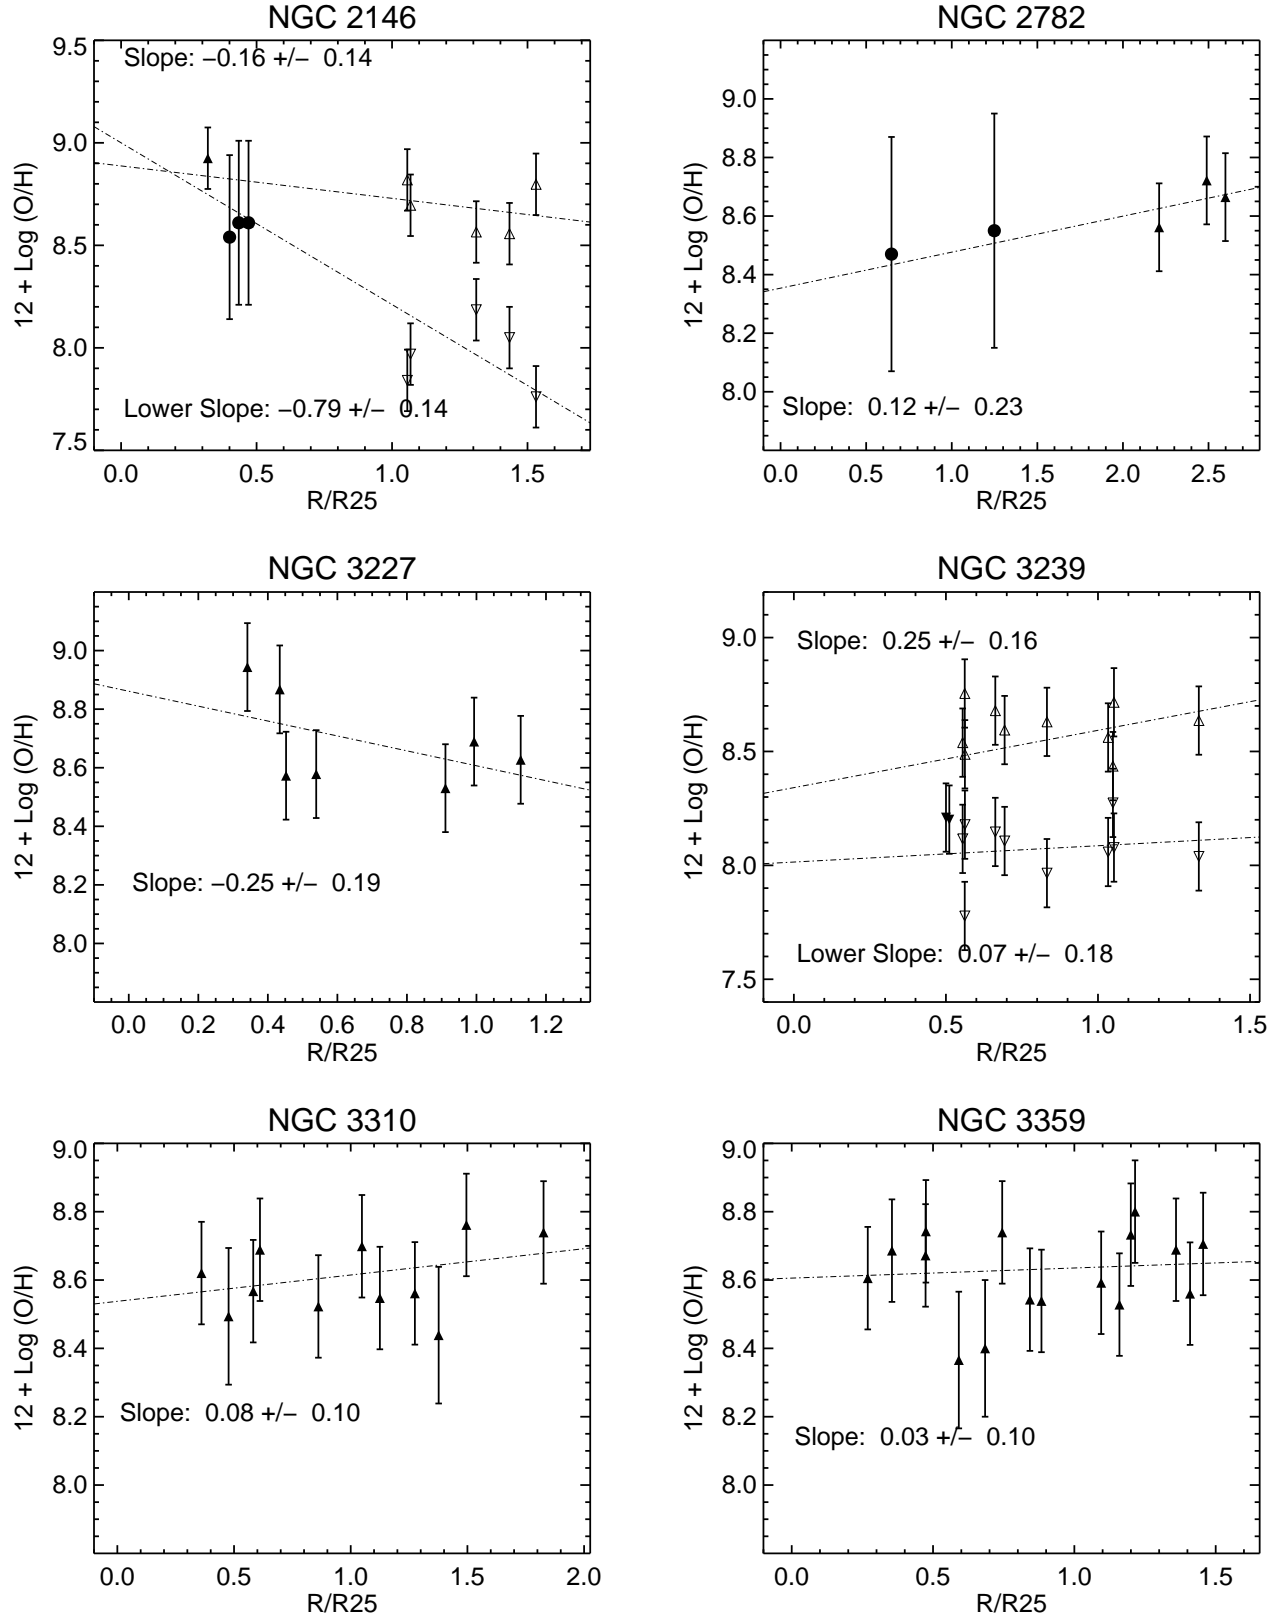 NGC 2146
9.5
Slope: −0.16 +/−  0.14
9.0
8.5
8.0
7.5
12 + Log (O/H)
Lower Slope: −0.79 +/−  0.14
0.0 0.5 1.0 1.5
R/R25
NGC 2782
9.0
8.8
8.6
8.4
8.2
8.0
12 + Log (O/H)
Slope:  0.12 +/−  0.23
0.0 0.5 1.0 1.5 2.0 2.5
R/R25
NGC 3227
9.0
8.8
8.6
8.4
8.2
8.0
12 + Log (O/H)
Slope: −0.25 +/−  0.19
0.0 0.2 0.4 0.6 0.8 1.0 1.2
R/R25
NGC 3239
9.0
8.5
8.0
7.5
12 + Log (O/H)
Slope:  0.25 +/−  0.16
Lower Slope:  0.07 +/−  0.18
0.0 0.5 1.0 1.5
R/R25
NGC 3310
9.0
8.8
8.6
8.4
8.2
8.0
12 + Log (O/H)
Slope:  0.08 +/−  0.10
0.0 0.5 1.0 1.5 2.0
R/R25
NGC 3359
9.0
8.8
8.6
8.4
8.2
8.0
12 + Log (O/H)
Slope:  0.03 +/−  0.10
0.0 0.5 1.0 1.5
R/R25